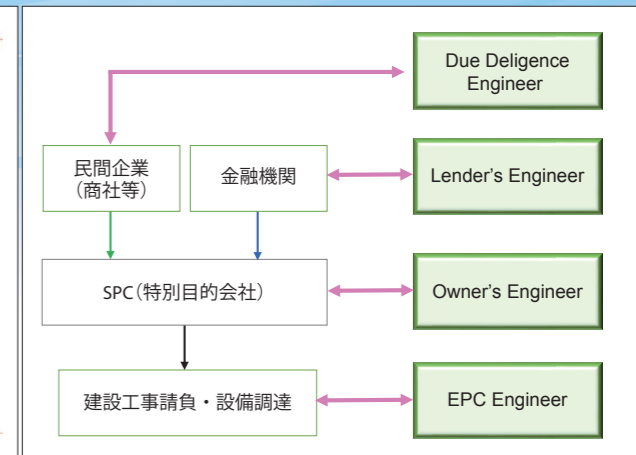 Due Deligence
Engineer
民間企業
（商社等）
金融機関
Lender's Engineer
SPC（特別目的会社）
Owner's Engineer
建設工事請負・設備調達
EPC Engineer